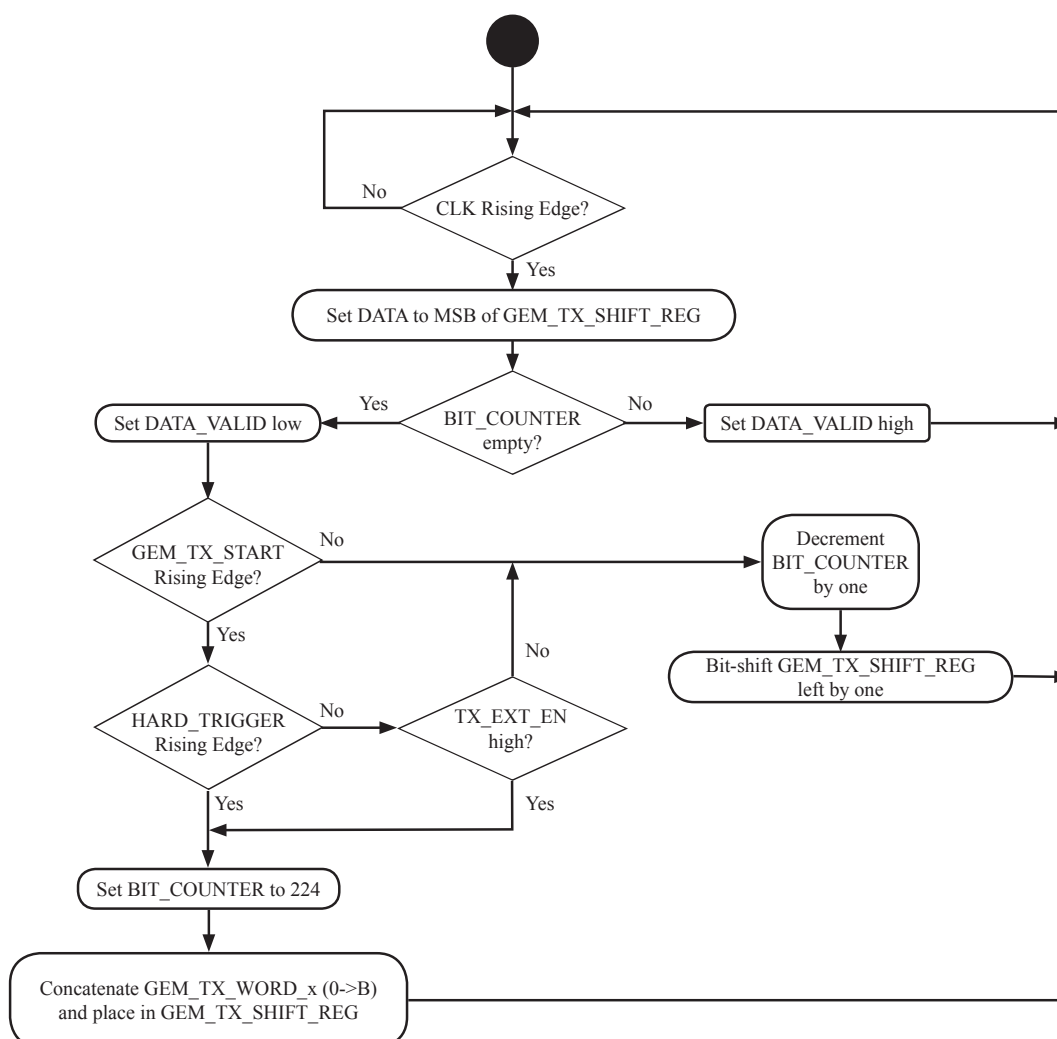 No
CLK Rising Edge?
Yes
Set DATA to MSB of GEM_TX_SHIFT_REG
Yes
No
Set DATA_VALID low
BIT_COUNTER
empty?
Set DATA_VALID high
GEM_TX_START
Rising Edge?
No
Decrement
BIT_COUNTER
by one
Yes
No
Bit-shift GEM_TX_SHIFT_REG
left by one
HARD_TRIGGER
Rising Edge?
No
TX_EXT_EN
high?
Yes
Yes
Set BIT_COUNTER to 224
Concatenate GEM_TX_WORD_x (0->B)
and place in GEM_TX_SHIFT_REG